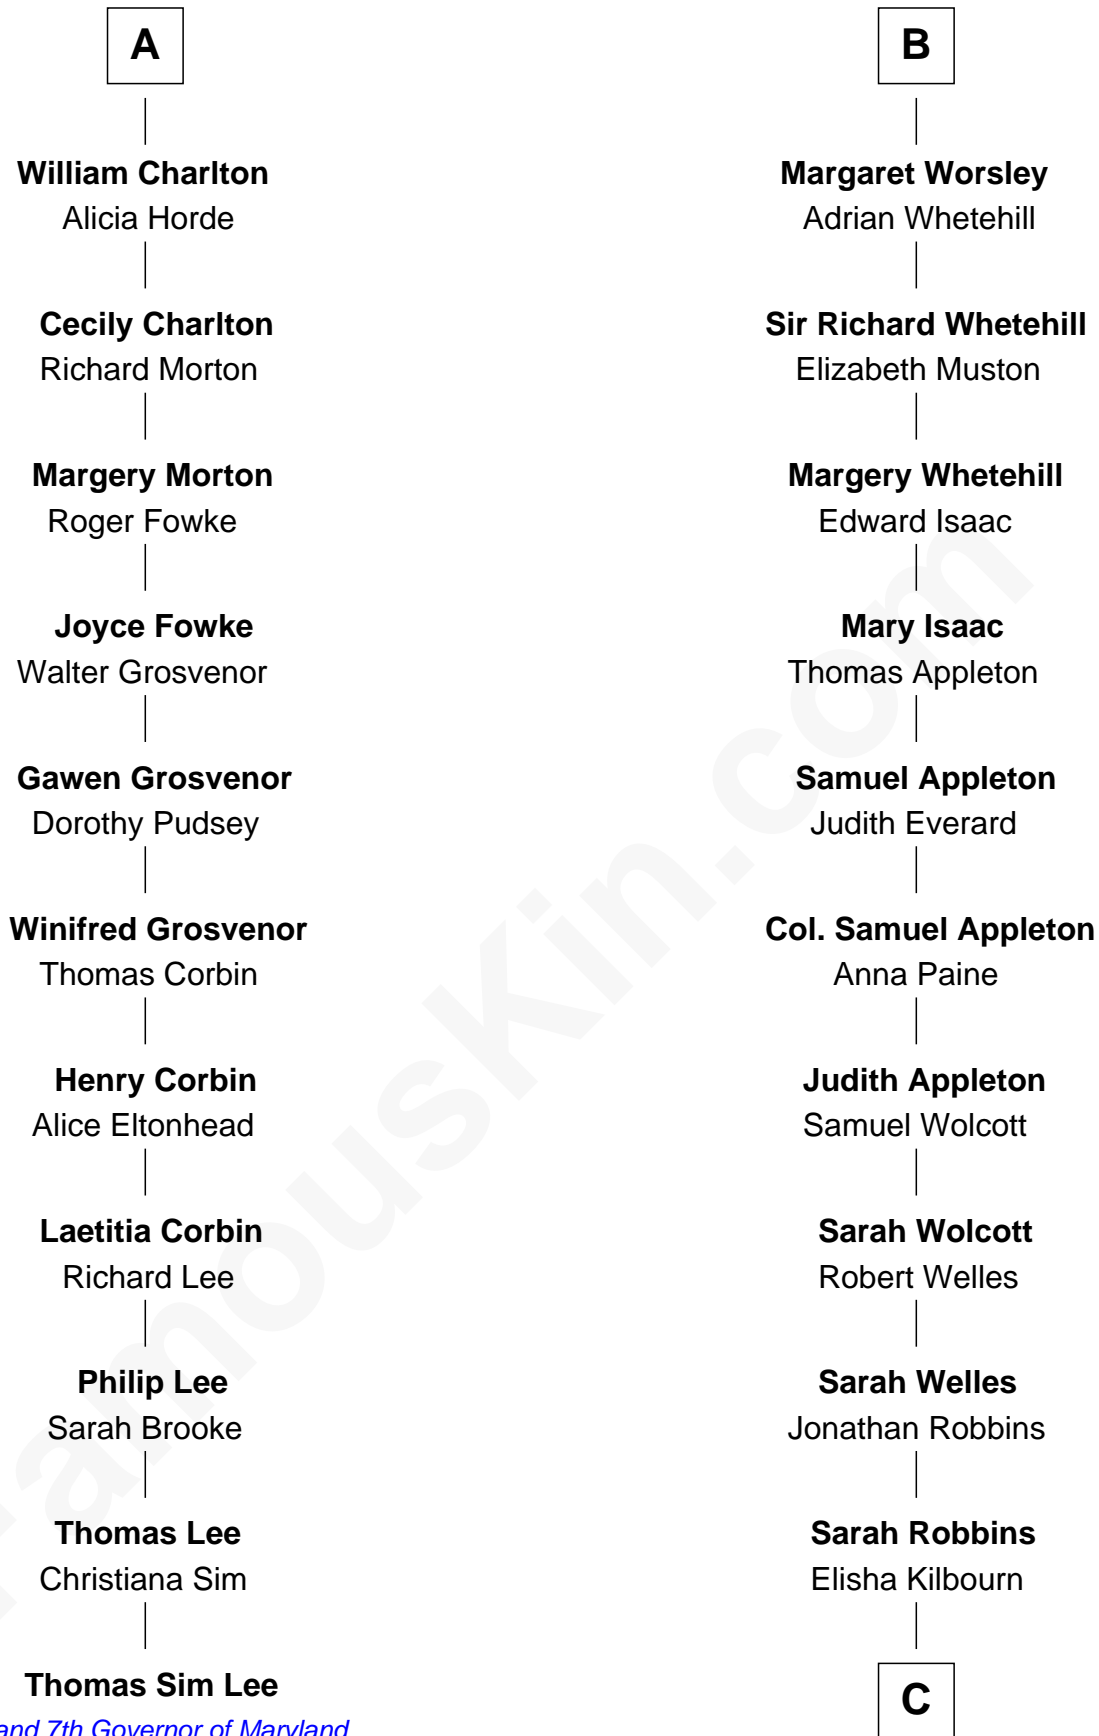 A
William Charlton
Alicia Horde
Cecily Charlton
Richard Morton
Margery Morton
Roger Fowke
Joyce Fowke
Walter Grosvenor
Gawen Grosvenor
Dorothy Pudsey
Winifred Grosvenor
Thomas Corbin
Henry Corbin
Alice Eltonhead
Laetitia Corbin
Richard Lee
Philip Lee
Sarah Brooke
Thomas Lee
Christiana Sim
Thomas Sim Lee
and 7th Governor of Maryland
B
Margaret Worsley
Adrian Whetehill
Sir Richard Whetehill
Elizabeth Muston
Margery Whetehill
Edward Isaac
Mary Isaac
Thomas Appleton
Samuel Appleton
Judith Everard
Col. Samuel Appleton
Anna Paine
Judith Appleton
Samuel Wolcott
Sarah Wolcott
Robert Welles
Sarah Welles
Jonathan Robbins
Sarah Robbins
Elisha Kilbourn
C
FamousKin.com